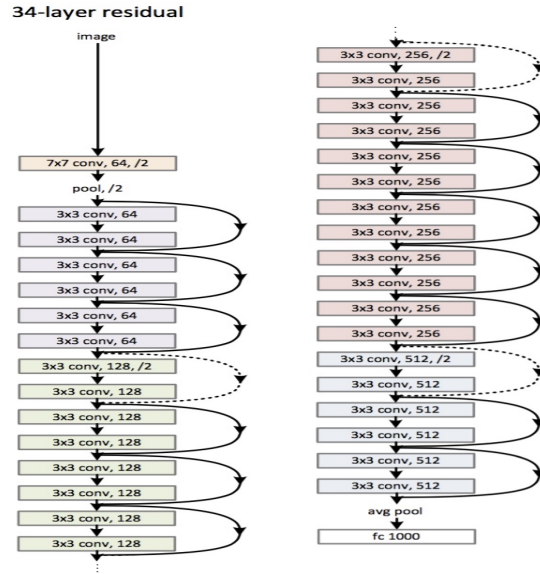 34-layer residual
image
7x7 conv, 64, /2
pool, /2
3x3 conv, 64
3x3 conv, 64
3x3 conv, 64
3x3 conv, 64
3x3 conv, 64
3x3 conv, 64
3x3 conv, 128, /2
3x3 conv, 128
3x3 conv, 128
3x3 conv, 128
3x3 conv, 128
3x3 conv, 128
3x3 conv, 128
3x3 conv, 128
3x3 conv, 256, /2
3x3 conv, 256
3x3 conv, 256
3x3 conv, 256
3x3 conv, 256
3x3 conv, 256
3x3 conv, 256
3x3 conv, 256
3x3 conv, 256
3x3 conv, 256
3x3 conv, 256
3x3 conv, 256
3x3 conv, 512, /2
3x3 conv, 512
3x3 conv, 512
3x3 conv, 512
3x3 conv, 512
3x3 conv, 512
avg pool
fc 1000